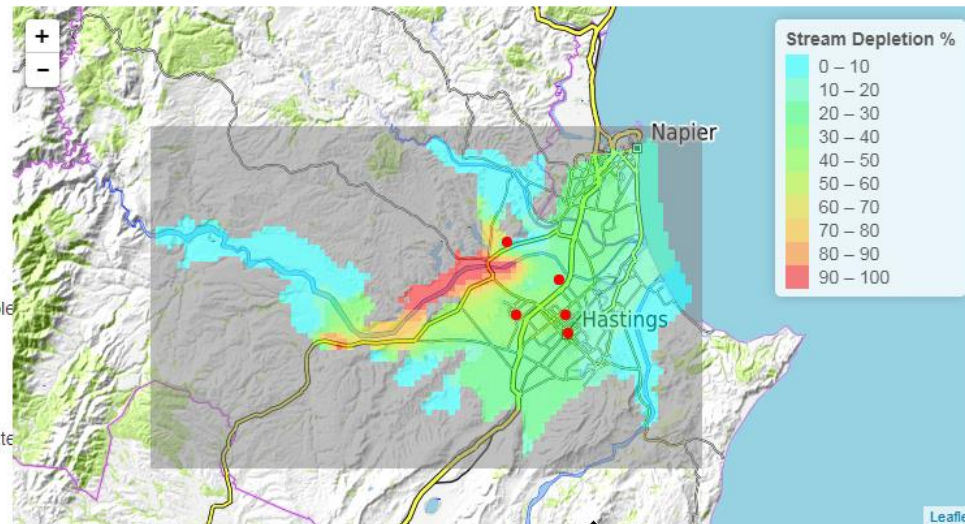 +
−
Stream Depletion %
0 – 10
10 – 20
20 – 30
30 – 40
40 – 50
50 – 60
60 – 70
70 – 80
80 – 90
90 – 100
Napier
Hastings
Leafle